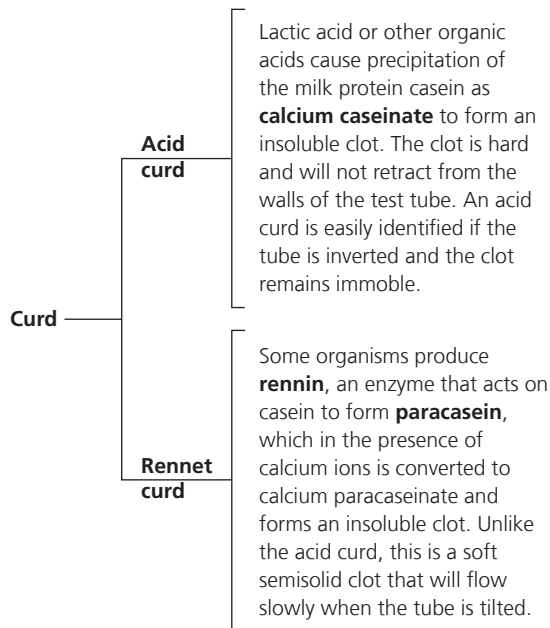 Curd
Acid
curd
Lactic acid or other organic
acids cause precipitation of
the milk protein casein as
calcium caseinate to form an
insoluble clot. The clot is hard
and will not retract from the
walls of the test tube. An acid
curd is easily identified if the
tube is inverted and the clot
remains immoble.
Rennet
curd
Some organisms produce
rennin, an enzyme that acts on
casein to form paracasein,
which in the presence of
calcium ions is converted to
calcium paracaseinate and
forms an insoluble clot. Unlike
the acid curd, this is a soft
semisolid clot that will flow
slowly when the tube is tilted.